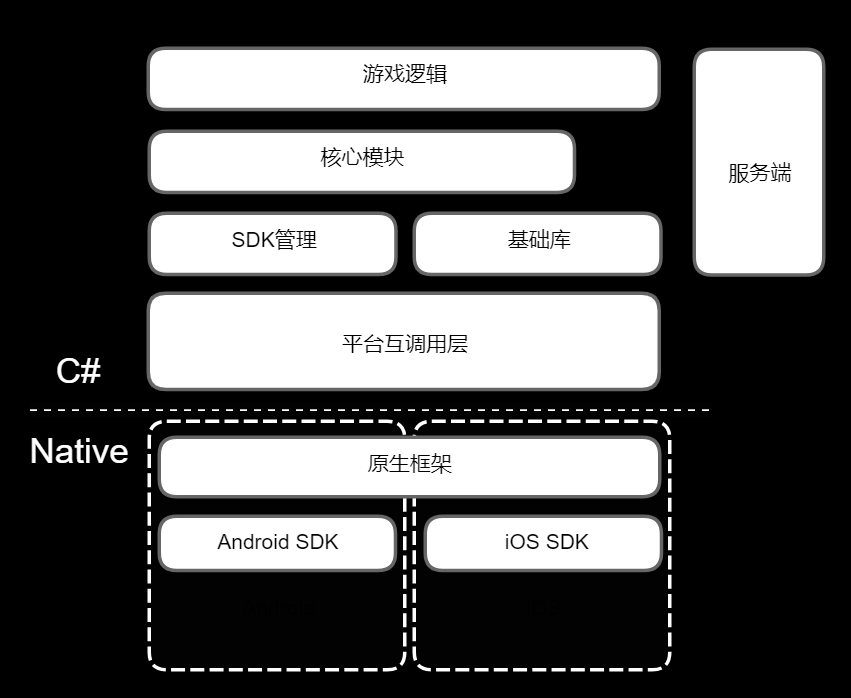 游戏逻辑
核心模块
服务端
SDK管理
基础库
平台互调用层
C#
Native
原生框架
Android SDK
iOS SDK